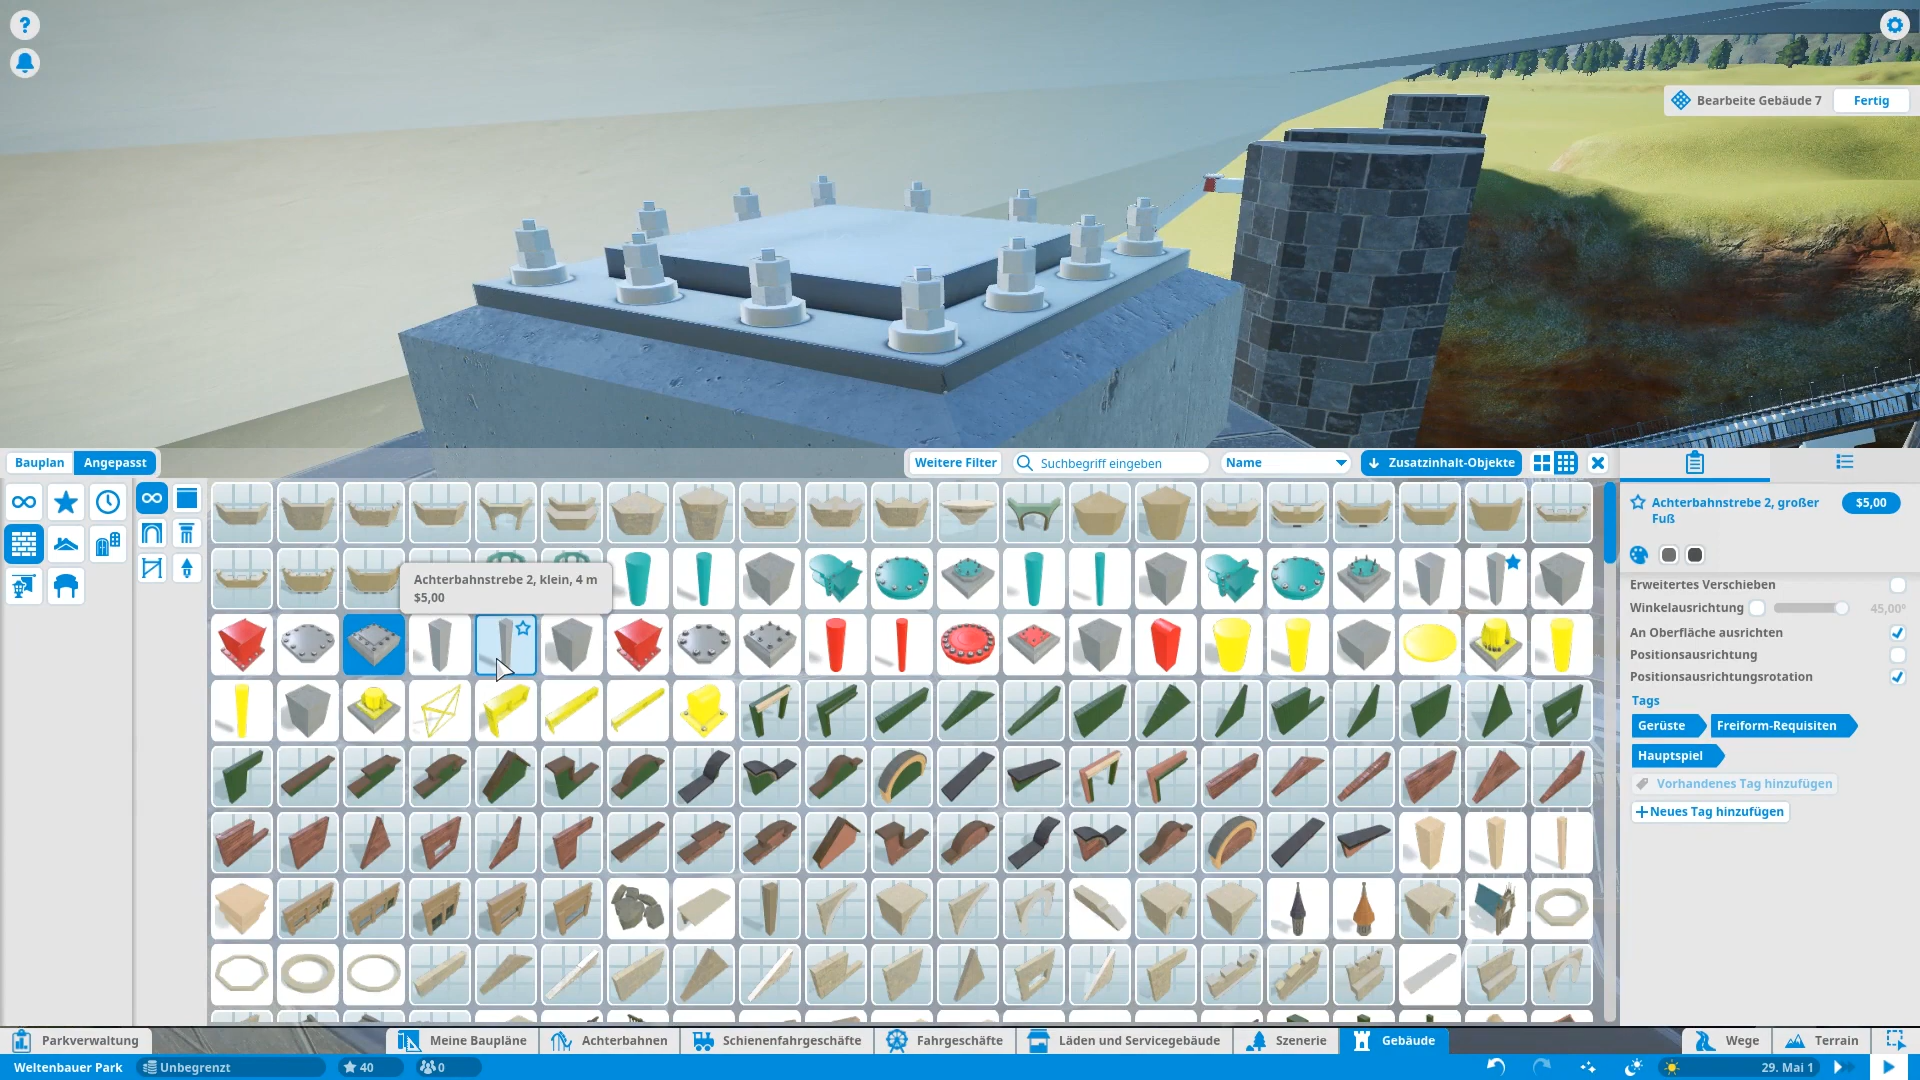 Bearbeite Gebäude 7
Fertig
Bauplan
Angepasst
Weitere Filter
Suchbegriff eingeben
Name
Zusatzinhalt-Objekte
Achterbahnstrebe 2, großer
Fuß
$5,00
Achterbahnstrebe 2, klein, 4 m
$5,00
Erweitertes Verschieben
Winkelausrichtung
45,00°
An Oberfläche ausrichten
Positionsausrichtung
Positionsausrichtungsrotation
Tags
Gerüste
Freiform-Requisiten
Hauptspiel
Vorhandenes Tag hinzufügen
+Neues Tag hinzufügen
Parkverwaltung
Meine Baupläne
Achterbahnen
Schienenfahrgeschäfte
Fahrgeschäfte
Läden und Servicegebäude
Szenerie
Gebäude
Wege
Terrain
Weltenbauer Park
Unbegrenzt
40
0
29. Mai 1